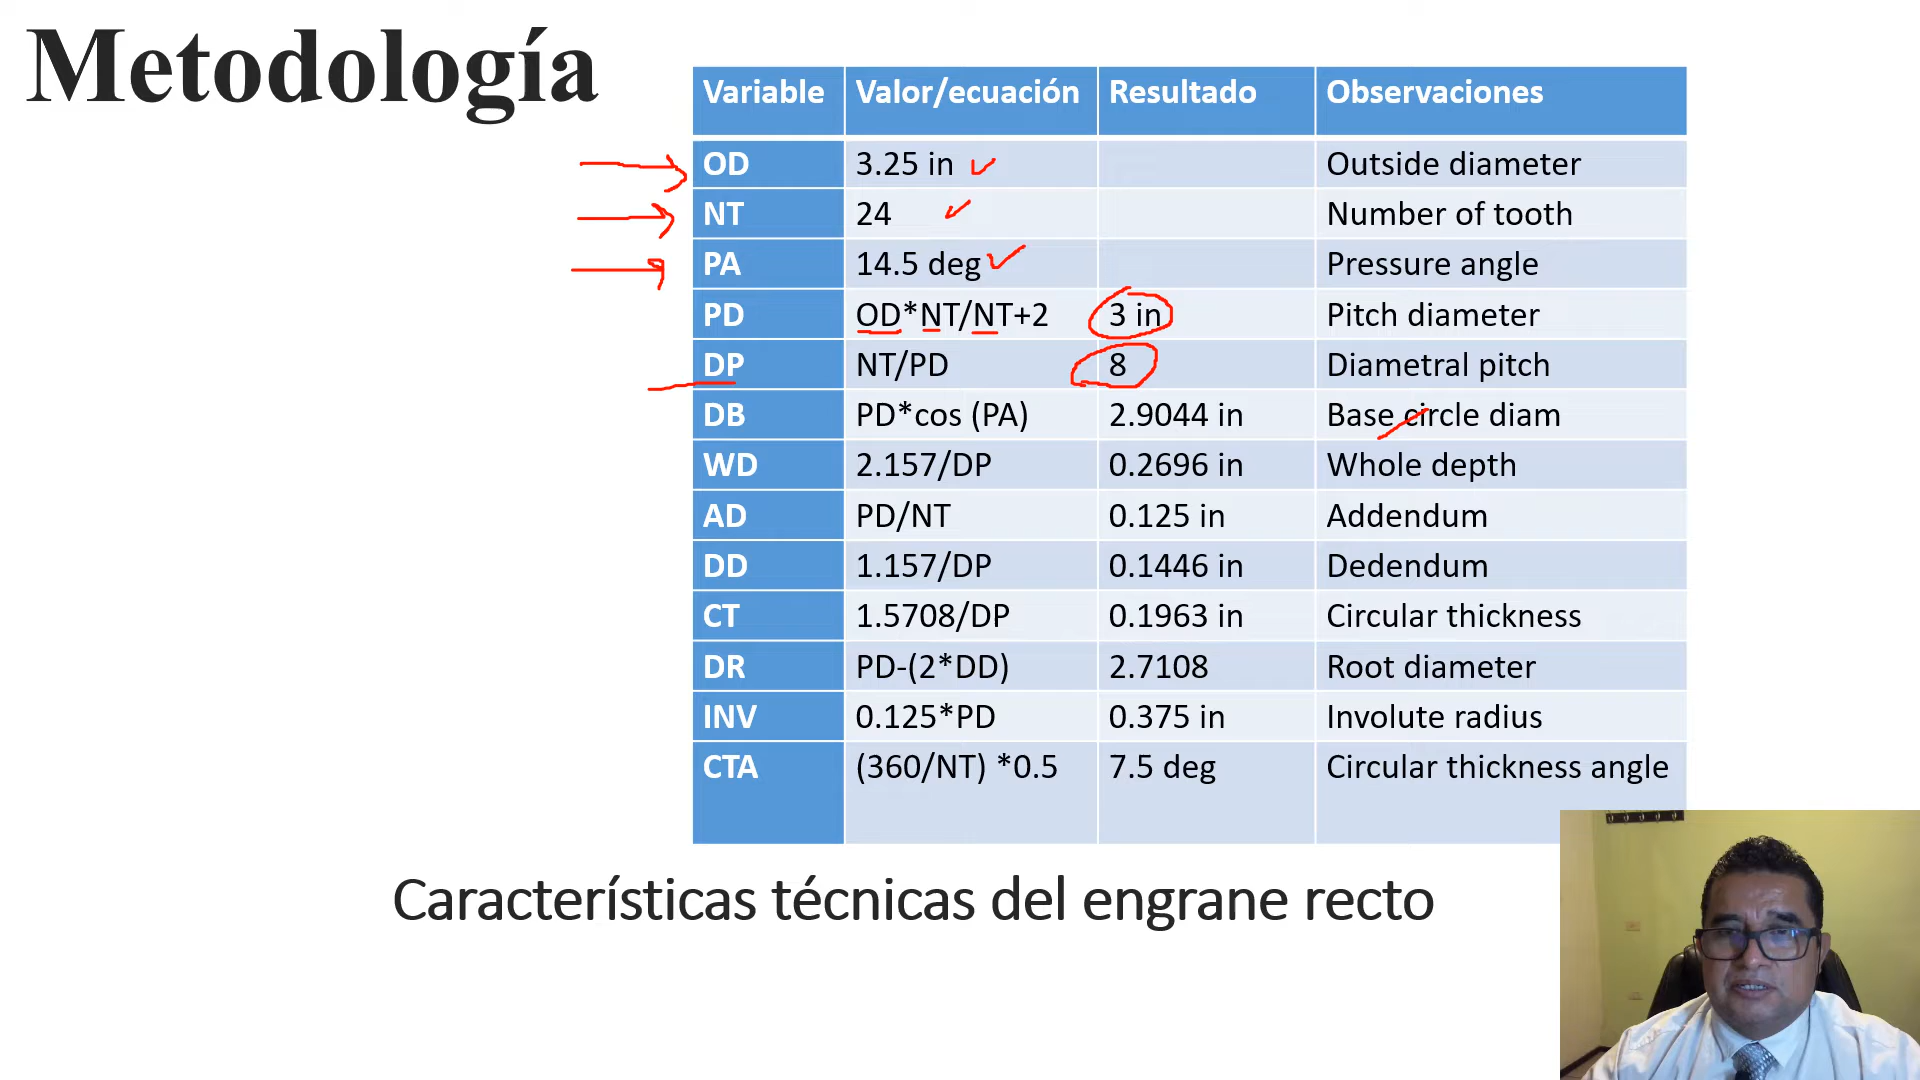 Metodología
Variable Valor/ecuación Resultado Observaciones
OD 3.25 in Outside diameter
NT 24 Number of tooth
PA 14.5 deg Pressure angle
PD OD*NT/NT+2 3 in Pitch diameter
DP NT/PD 8 Diametral pitch
DB PD*cos (PA) 2.9044 in Base circle diam
WD 2.157/DP 0.2696 in Whole depth
AD PD/NT 0.125 in Addendum
DD 1.157/DP 0.1446 in Dedendum
CT 1.5708/DP 0.1963 in Circular thickness
DR PD-(2*DD) 2.7108 Root diameter
INV 0.125*PD 0.375 in Involute radius
CTA (360/NT) *0.5 7.5 deg Circular thickness angle
Características técnicas del engrane recto